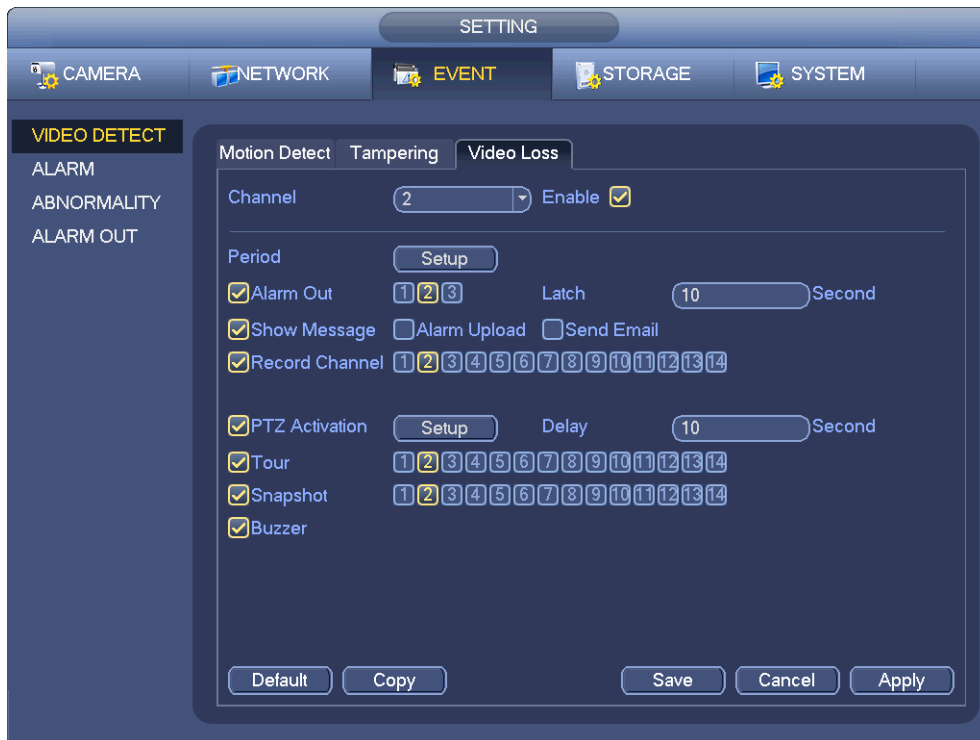 SETTING
CAMERA NETWORK EVENT STORAGE SYSTEM
VIDEO DETECT
ALARM
ABNORMALITY
ALARM OUT
Motion Detect Tampering Video Loss
Channel 2 Enable
Period Setup
Alarm Out 1 2 3 Latch 10 Second
Show Message Alarm Upload Send Email
Record Channel 1 2 3 4 5 6 7 8 9 10 11 12 13 14
PTZ Activation Setup Delay 10 Second
Tour 1 2 3 4 5 6 7 8 9 10 11 12 13 14
Snapshot 1 2 3 4 5 6 7 8 9 10 11 12 13 14
Buzzer
Default Copy Save Cancel Apply